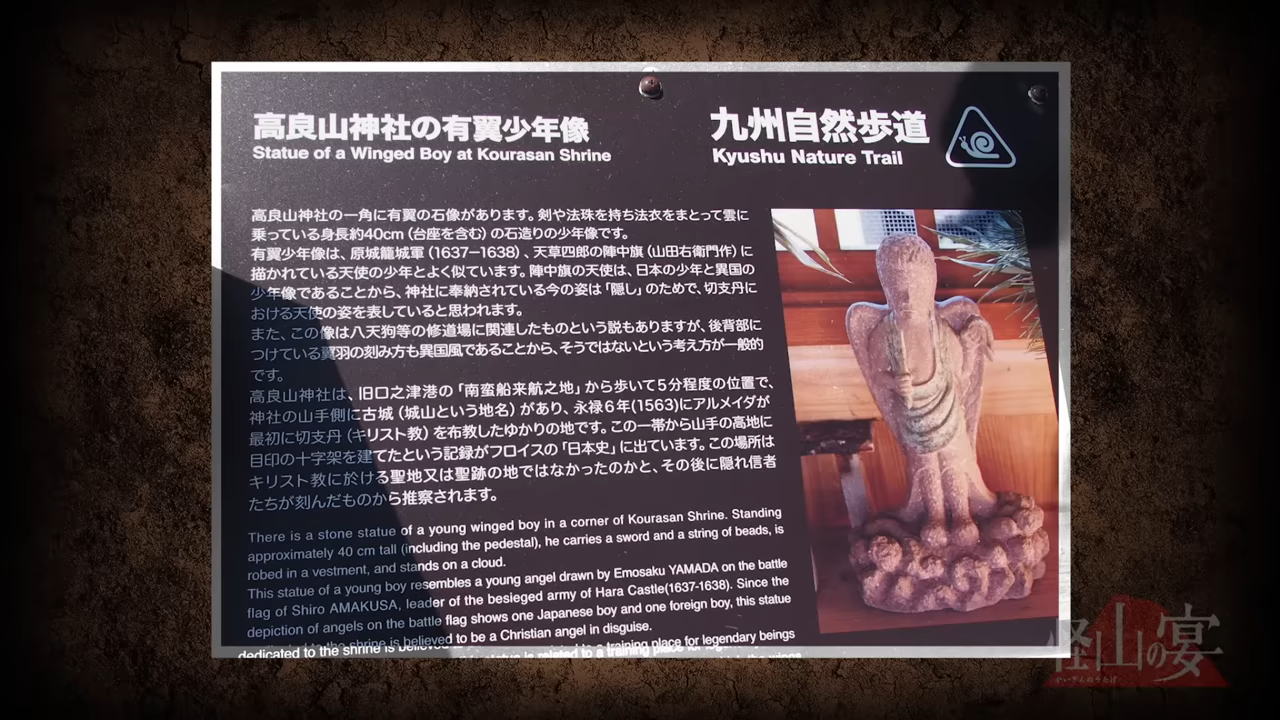 高良山神社の有翼少年像
Statue of a Winged Boy at Kourasan Shrine
九州自然歩道
Kyushu Nature Trail
高良山神社の一角に有翼の石像があります。剣や法珠を持ち法衣をまとって雲に
乗っている身長約40cm（台座を含む）の石造りの少年像です。
有翼少年像は、原城籠城軍（1637−1638）、天草四郎の陣中旗（山田右衛門作）に
描かれている天使の少年とよく似ています。陣中旗の天使は、日本の少年と異国の
少年像であることから、神社に奉納されている今の姿は「隠し」のためで、切支丹に
おける天使の姿を表していると思われます。
また、この像は八天狗等の修道場に関連したものという説もありますが、後背部に
つけている翼羽の刻み方も異国風であることから、そうではないという考え方が一般的
です。
高良山神社は、旧口之津港の「南蛮船来航之地」から歩いて5分程度の位置で、
神社の山手側に古城（城山という地名）があり、永禄6年(1563)にアルメイダが
最初に切支丹（キリスト教）を布教したゆかりの地です。この一帯から山手の高地に
目印の十字架を建てたという記録がフロイスの「日本史」に出ています。この場所は
キリスト教に於ける聖地又は聖跡の地ではなかったのかと、その後に隠れ信者
たちが刻んだものから推察されます。
There is a stone statue of a young winged boy in a corner of Kourasan Shrine. Standing
approximately 40 cm tall (including the pedestal), he carries a sword and a string of beads, is
robed in a vestment, and stands on a cloud.
This statue of a young boy resembles a young angel drawn by Emosaku YAMADA on the battle
flag of Shiro AMAKUSA, leader of the besieged army of Hara Castle(1637-1638). Since the
depiction of angels on the battle flag shows one Japanese boy and one foreign boy, this statue
dedicated to the shrine is believed to be a Christian angel in disguise.
is related to a training place for legendary beings
怪山の宴
かいざんのうたげ